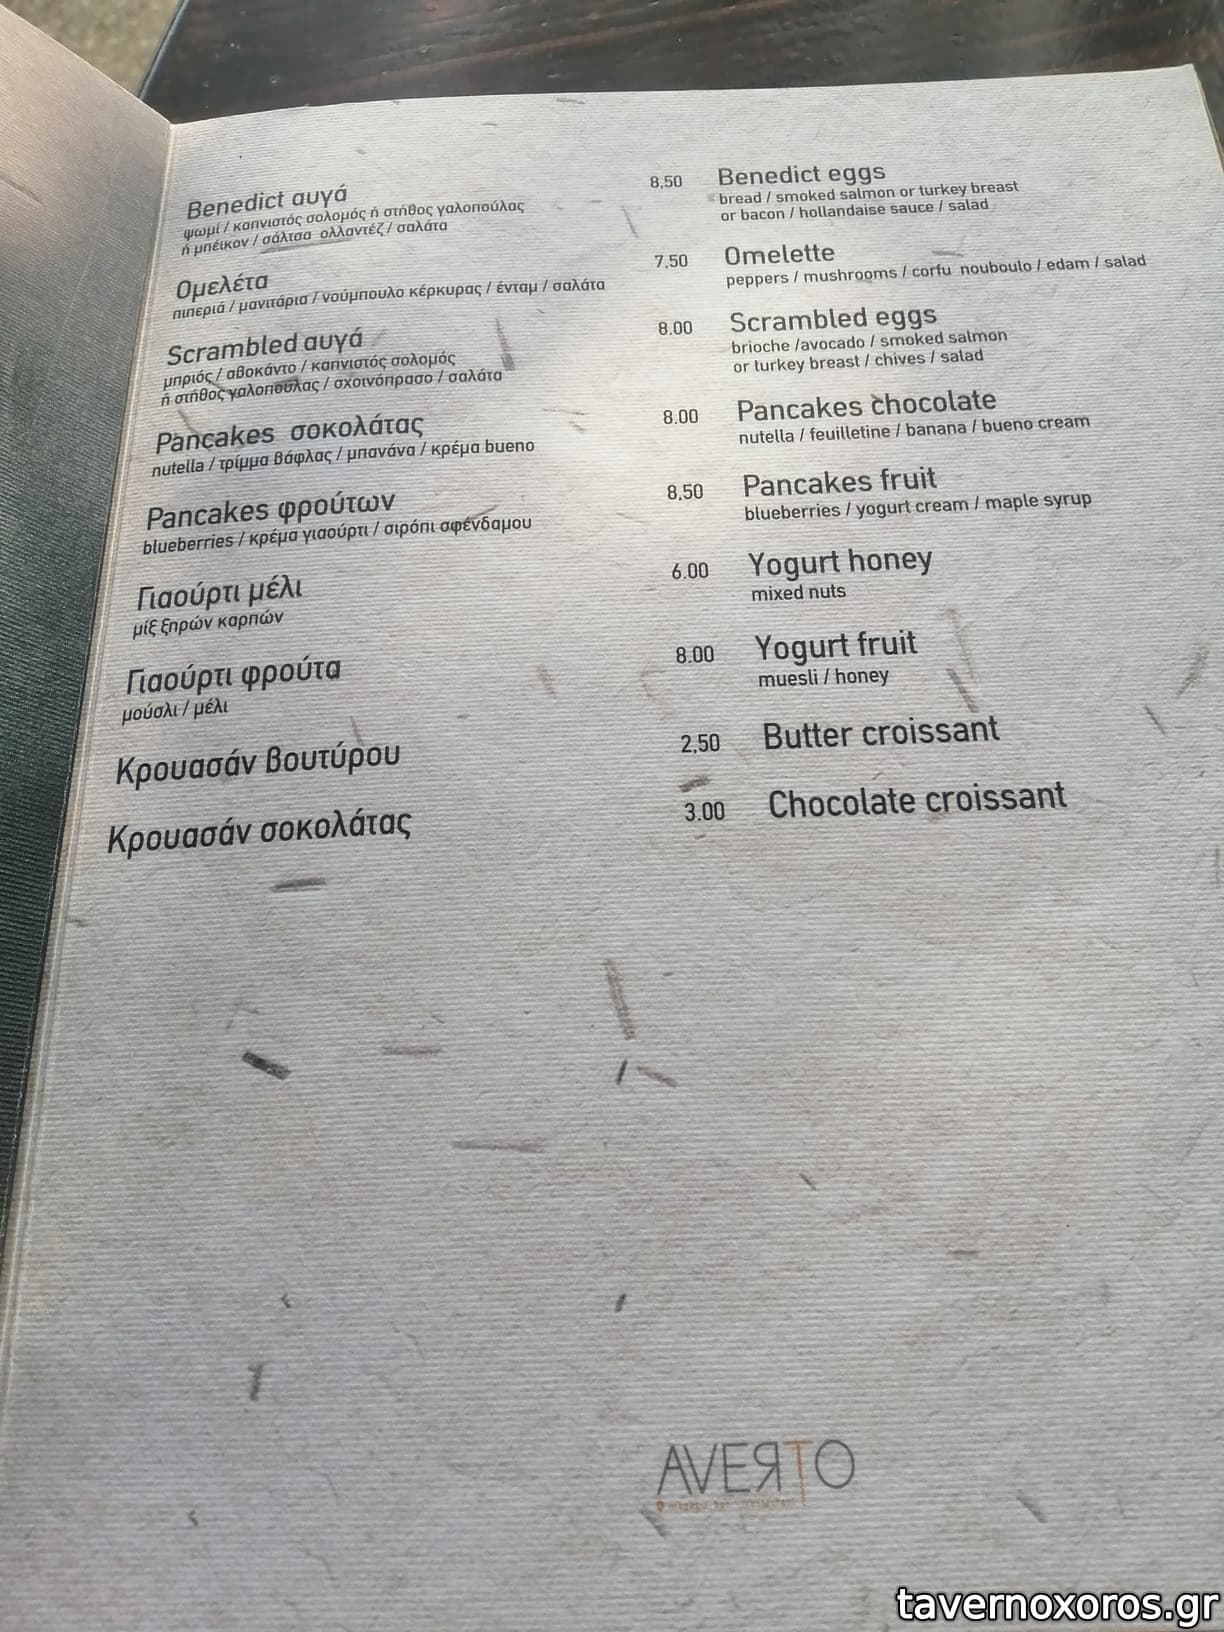 Benedict αυγά
ψωμί / καπνιστός σολομός ή στήθος γαλοπούλας
ή μπέικον / σάλτσα ολλαντέζ / σαλάτα
Ομελέτα
πιπεριά / μανιτάρια / νούμπουλο κέρκυρας / ένταμ / σαλάτα
Scrambled αυγά
μπριός / αβοκάντο / καπνιστός σολομός
ή στήθος γαλοπούλας / σχοινόπρασο / σαλάτα
Pancakes σοκολάτας
nutella / τρίμμα βάφλας / μπανάνα / κρέμα bueno
Pancakes φρούτων
blueberries / κρέμα γιαούρτι / σιρόπι σφένδαμου
Γιαούρτι μέλι
μίξ ξηρών καρπών
Γιαούρτι φρούτα
μούσλι / μέλι
Κρουασάν βουτύρου
Κρουασάν σοκολάτας
8,50 Benedict eggs
bread / smoked salmon or turkey breast
or bacon / hollandaise sauce / salad
7,50 Omelette
peppers / mushrooms / corfu nouboulo / edam / salad
8.00 Scrambled eggs
brioche /avocado / smoked salmon
or turkey breast / chives / salad
8.00 Pancakes chocolate
nutella / feuilletine / banana / bueno cream
8,50 Pancakes fruit
blueberries / yogurt cream / maple syrup
6.00 Yogurt honey
mixed nuts
8.00 Yogurt fruit
muesli / honey
2,50 Butter croissant
3.00 Chocolate croissant
AVERTO
tavernoxoros.gr